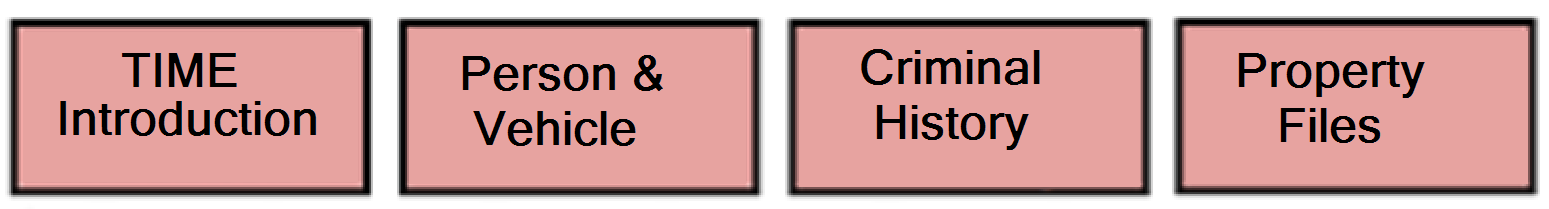 TIME
Introduction
Person &
Vehicle
Criminal
History
Property
Files